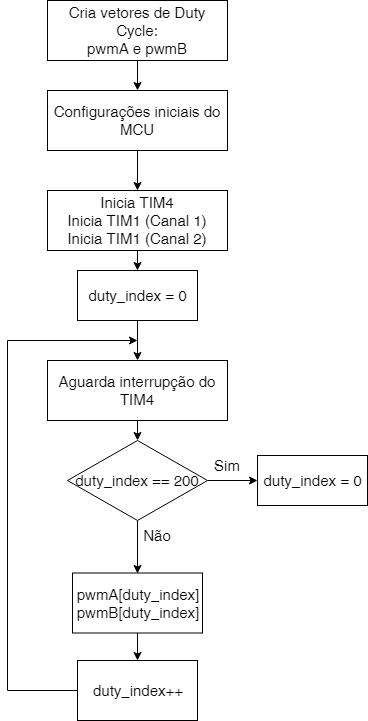 Cria vetores de Duty
Cycle:
pwmA e pwmB
Configurações iniciais do
MCU
Inicia TIM4
Inicia TIM1 (Canal 1)
Inicia TIM1 (Canal 2)
duty_index = 0
Aguarda interrupção do
TIM4
duty_index == 200
Sim
duty_index = 0
Não
pwmA[duty_index]
pwmB[duty_index]
duty_index++